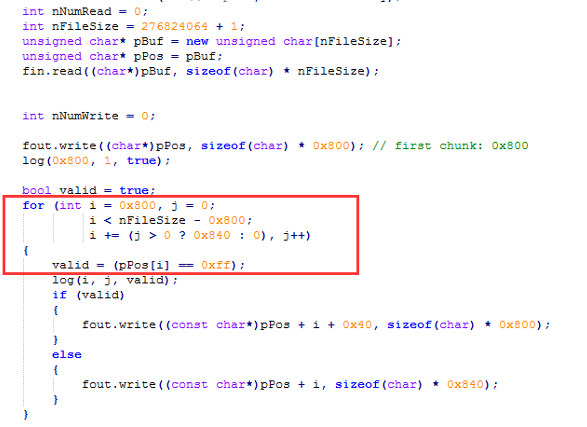 int nNumRead = 0;
int nFileSize = 276824064 + 1;
unsigned char* pBuf = new unsigned char[nFileSize];
unsigned char* pPos = pBuf;
fin.read((char*)pBuf, sizeof(char) * nFileSize);
int nNumWrite = 0;
fout.write((char*)pPos, sizeof(char) * 0x800); // first chunk: 0x800
log(0x800, 1, true);
bool valid = true;
for (int i = 0x800, j = 0;
i < nFileSize - 0x800;
i += (j > 0 ? 0x840 : 0), j++)
{
valid = (pPos[i] == 0xff);
log(i, j, valid);
if (valid)
{
fout.write((const char*)pPos + i + 0x40, sizeof(char) * 0x800);
}
else
{
fout.write((const char*)pPos + i, sizeof(char) * 0x840);
}
}